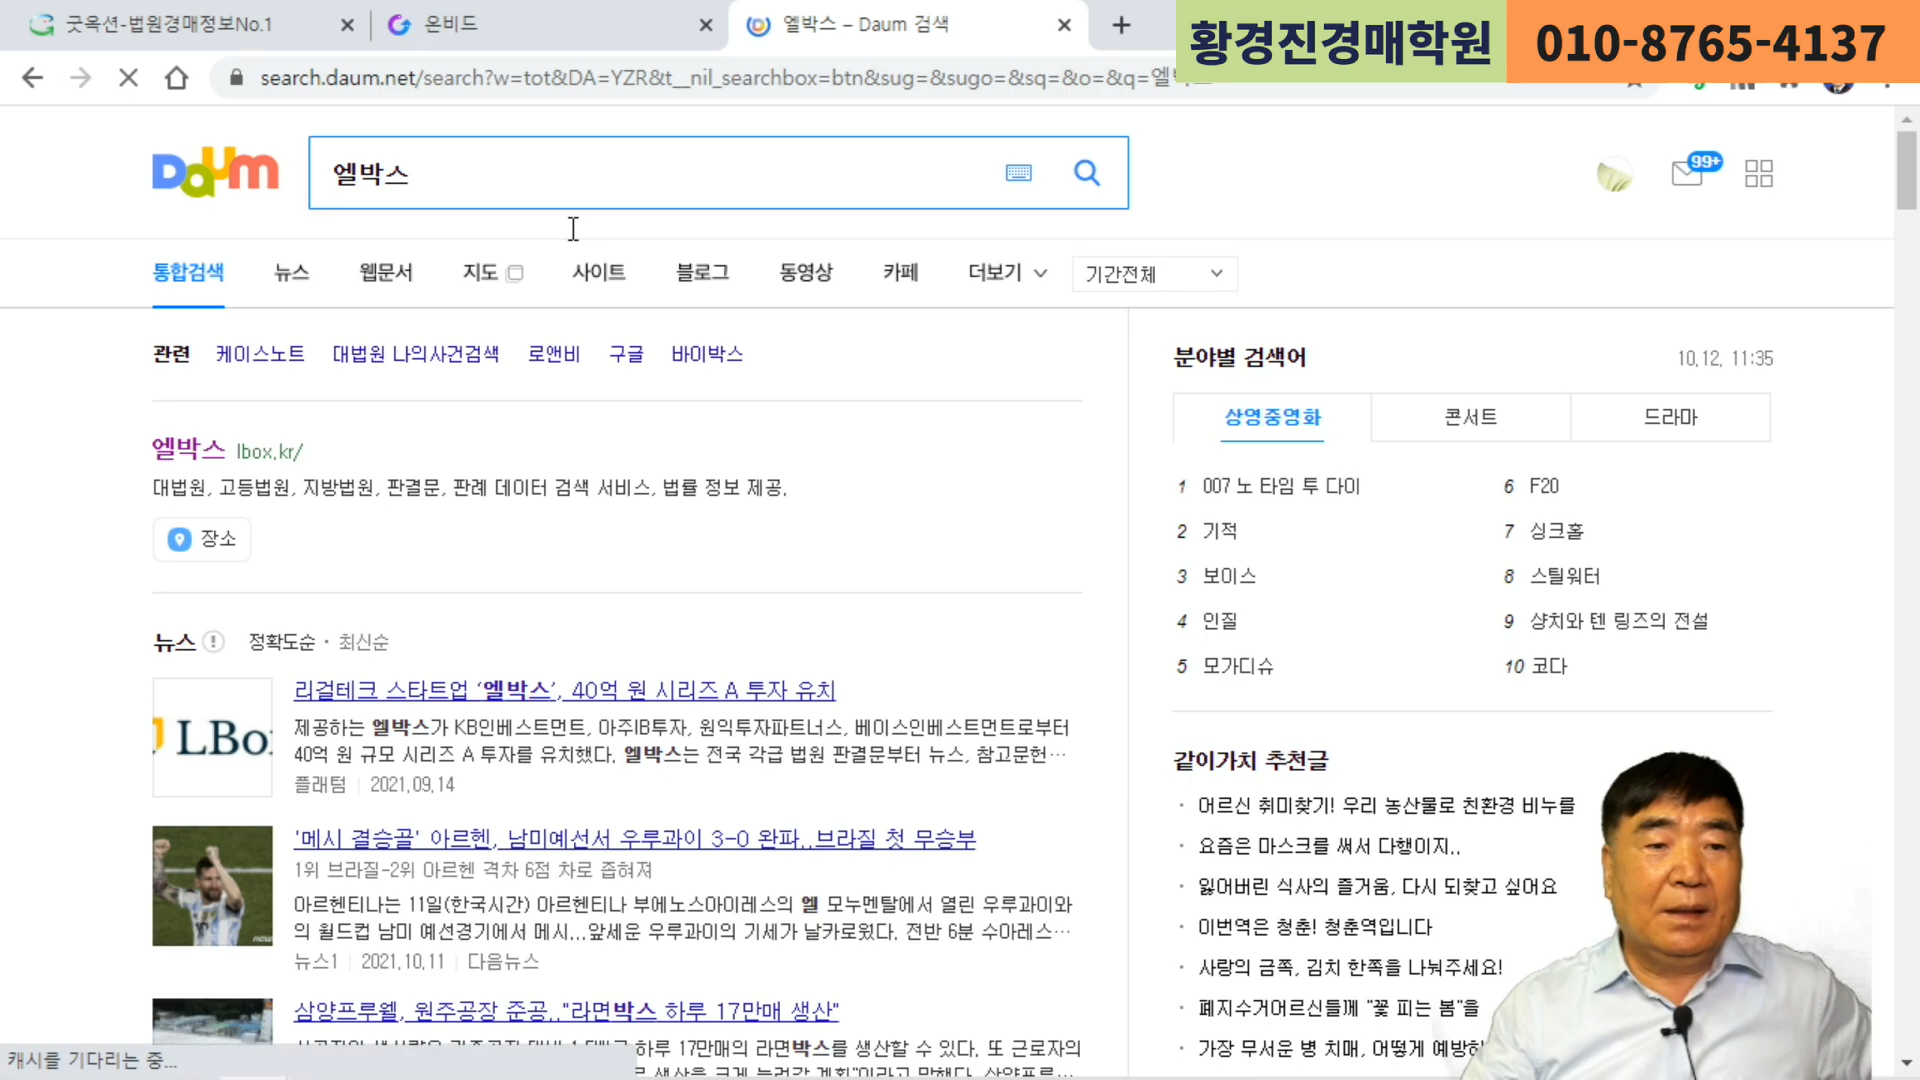 굿옥션-법원경매정보No.1
온비드
엘박스 – Daum 검색
황경진경매학원
010-8765-4137
search.daum.net/search?w=tot&DA=YZR&t__nil_searchbox=btn&sug=&sugo=&sq=&o=&q=엘
Daum
엘박스
99+
통합검색 뉴스 웹문서 지도 사이트 블로그 동영상 카페 더보기 기간전체
관련 케이스노트 대법원 나의사건검색 로앤비 구글 바이박스
엘박스 lbox.kr/
대법원, 고등법원, 지방법원, 판결문, 판례 데이터 검색 서비스, 법률 정보 제공.
장소
뉴스 정확도순 · 최신순
LBo
리걸테크 스타트업 ‘엘박스’, 40억 원 시리즈 A 투자 유치
제공하는 엘박스가 KB인베스트먼트, 아주IB투자, 원익투자파트너스, 베이스인베스트먼트로부터
40억 원 규모 시리즈 A 투자를 유치했다. 엘박스는 전국 각급 법원 판결문부터 뉴스, 참고문헌…
플래텀 | 2021.09.14
'메시 결승골' 아르헨, 남미예선서 우루과이 3-0 완파..브라질 첫 무승부
1위 브라질-2위 아르헨 격차 6점 차로 좁혀져
아르헨티나는 11일(한국시간) 아르헨티나 부에노스아이레스의 엘 모누멘탈에서 열린 우루과이와
의 월드컵 남미 예선경기에서 메시...앞세운 우루과이의 기세가 날카로웠다. 전반 6분 수아레스…
뉴스1 | 2021.10.11 | 다음뉴스
삼양프루웰, 원주공장 준공.."라면박스 하루 17만매 생산"
하루 17만매의 라면박스를 생산할 수 있다. 또 근로자의
캐시를 기다리는 중...
분야별 검색어 10.12. 11:35
상영중영화 콘서트 드라마
1 007 노 타임 투 다이
2 기적
3 보이스
4 인질
5 모가디슈
6 F20
7 싱크홀
8 스틸워터
9 샹치와 텐 링즈의 전설
10 코다
같이가치 추천글
· 어르신 취미찾기! 우리 농산물로 친환경 비누를
· 요즘은 마스크를 써서 다행이지..
· 잃어버린 식사의 즐거움, 다시 되찾고 싶어요
· 이번역은 청춘! 청춘역입니다
· 사랑의 금쪽, 김치 한쪽을 나눠주세요!
· 폐지수거어르신들께 "꽃 피는 봄"을
· 가장 무서운 병 치매, 어떻게 예방하